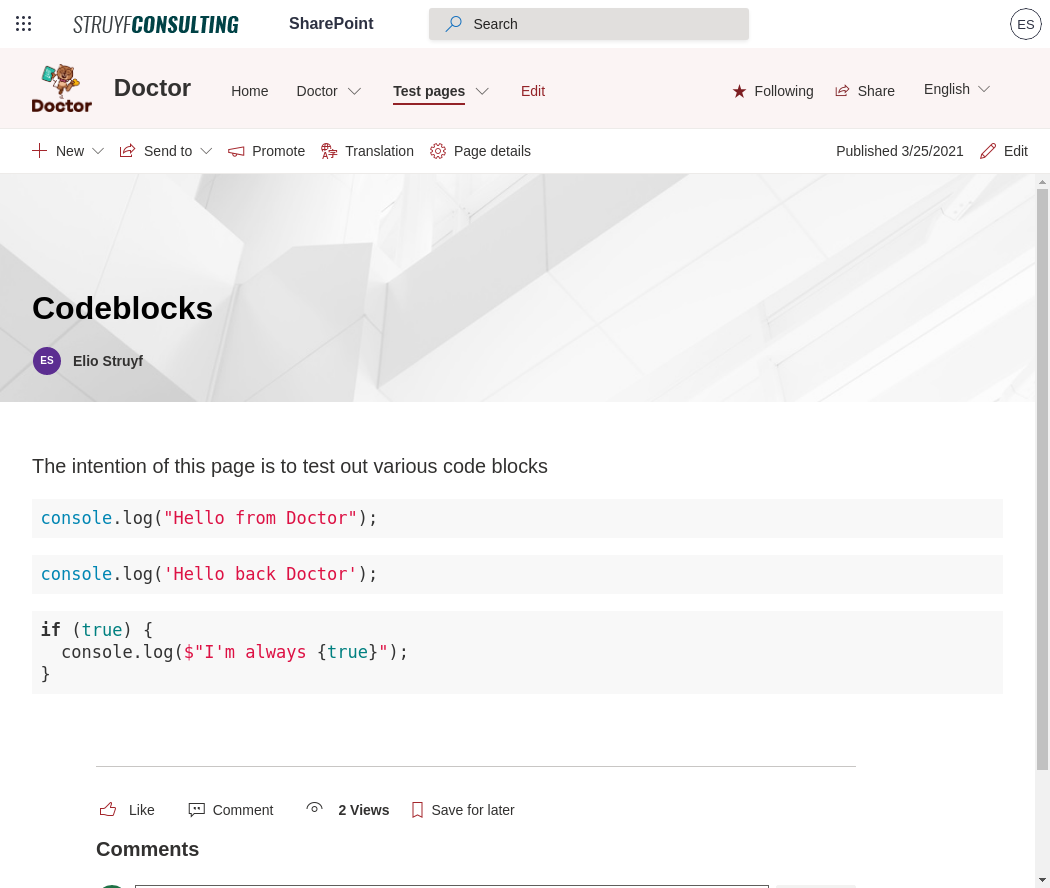 STRUYFCONSULTING SharePoint Search ES
Doctor Doctor Home Doctor Test pages Edit Following Share English
New Send to Promote Translation Page details Published 3/25/2021 Edit
Codeblocks
ES Elio Struyf
The intention of this page is to test out various code blocks
console.log("Hello from Doctor");
console.log('Hello back Doctor');
if (true) {
  console.log($"I'm always {true}");
}
Like Comment 2 Views Save for later
Comments